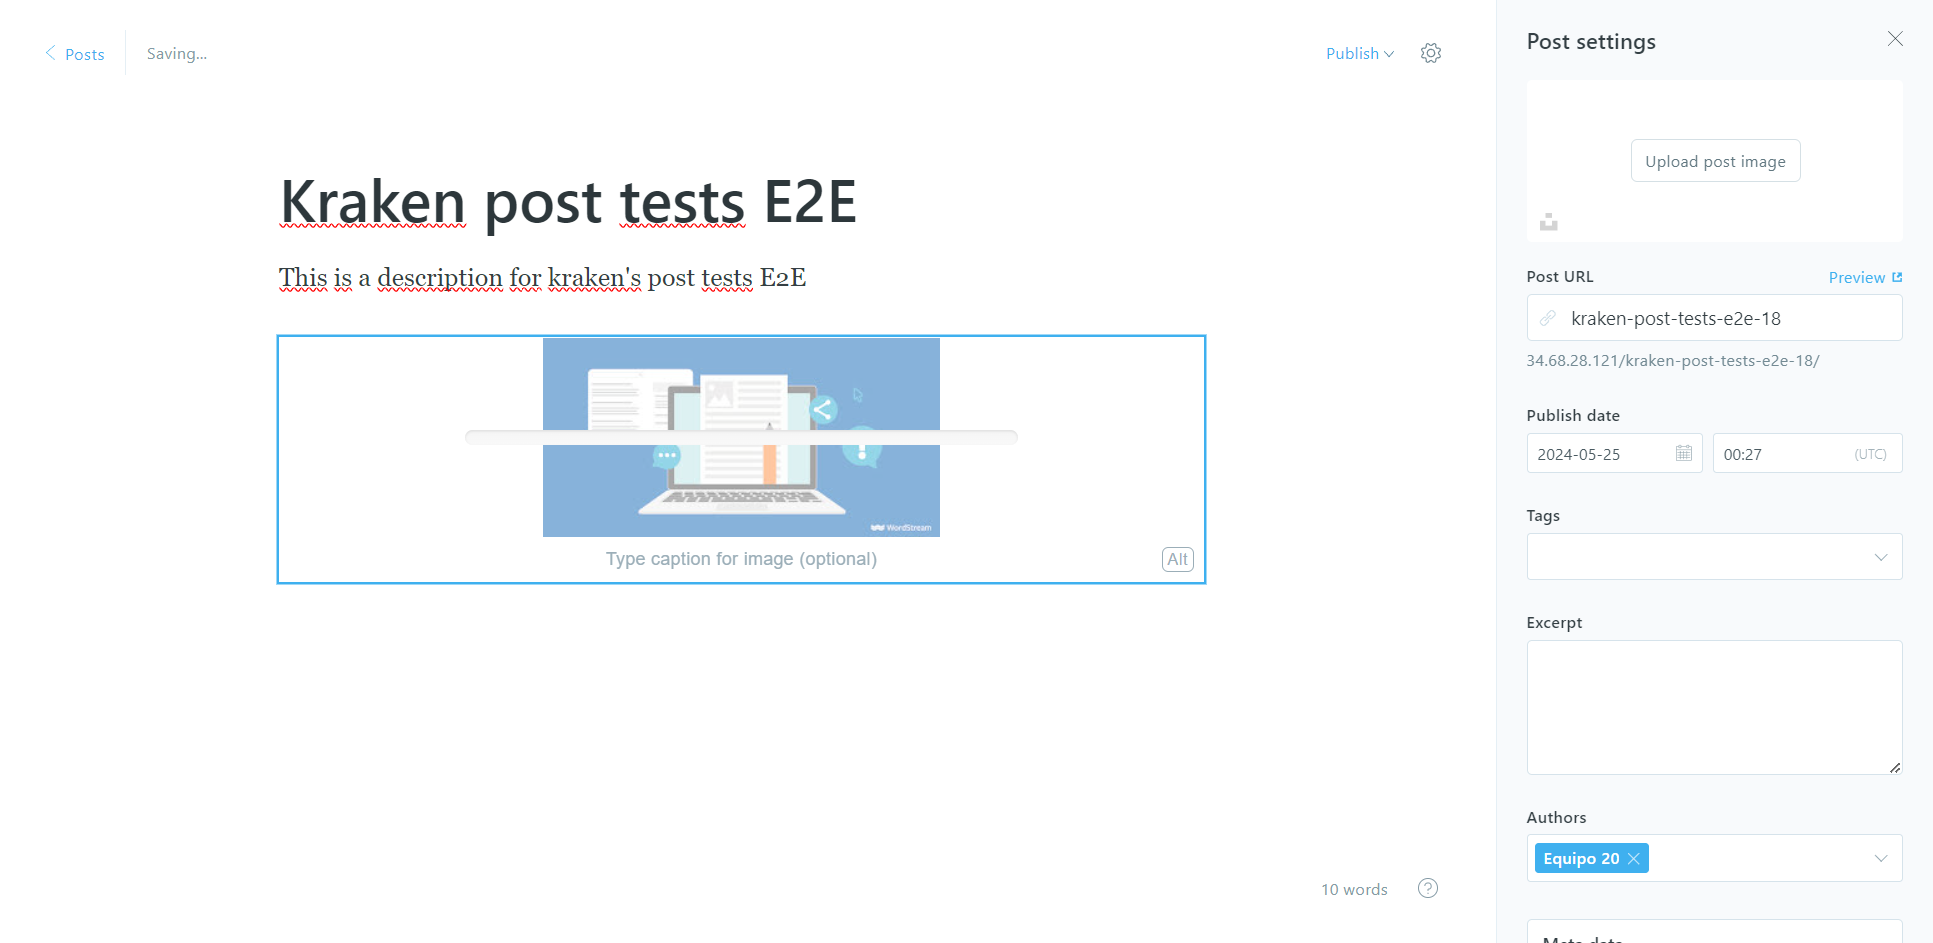 Posts
Saving...
Publish
Post settings
Upload post image
Kraken post tests E2E
This is a description for kraken's post tests E2E
WordStream
Type caption for image (optional)
Alt
Post URL
Preview
kraken-post-tests-e2e-18
34.68.28.121/kraken-post-tests-e2e-18/
Publish date
2024-05-25
00:27
(UTC)
Tags
Excerpt
Authors
Equipo 20
10 words
Meta data